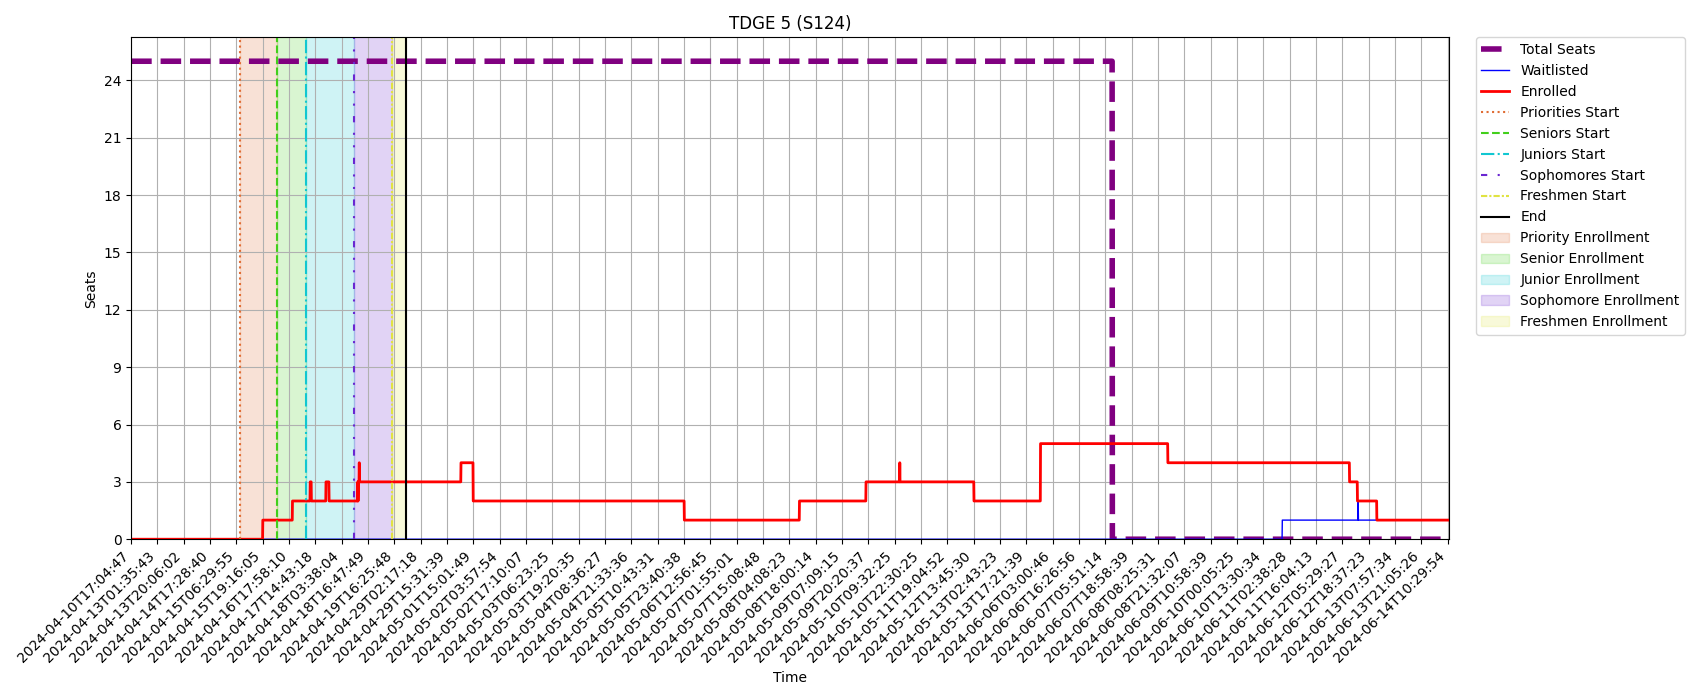 TDGE 5 (S124)
Seats
24
21
18
15
12
9
6
3
0
2024-04-10T17:04:47
2024-04-13T01:35:43
2024-04-13T20:06:02
2024-04-14T17:28:40
2024-04-15T06:29:55
2024-04-15T19:16:05
2024-04-16T17:58:10
2024-04-17T14:43:18
2024-04-18T03:38:04
2024-04-18T16:47:49
2024-04-19T16:25:48
2024-04-29T02:17:18
2024-04-29T15:31:39
2024-05-01T15:01:49
2024-05-02T03:57:54
2024-05-02T17:10:07
2024-05-03T06:23:25
2024-05-03T19:20:35
2024-05-04T08:36:27
2024-05-04T21:33:36
2024-05-05T10:43:31
2024-05-05T23:40:38
2024-05-06T12:56:45
2024-05-07T01:55:01
2024-05-07T15:08:48
2024-05-08T04:08:23
2024-05-08T18:00:14
2024-05-09T07:09:15
2024-05-09T20:20:37
2024-05-10T09:32:25
2024-05-10T22:30:25
2024-05-11T19:04:52
2024-05-12T13:45:30
2024-05-13T02:43:23
2024-05-13T17:21:39
2024-06-06T03:00:46
2024-06-06T16:26:56
2024-06-07T05:51:14
2024-06-07T18:58:39
2024-06-08T08:25:31
2024-06-08T21:32:07
2024-06-09T10:58:39
2024-06-10T00:05:25
2024-06-10T13:30:34
2024-06-11T02:38:28
2024-06-11T16:04:13
2024-06-12T05:29:27
2024-06-12T18:37:23
2024-06-13T07:57:34
2024-06-13T21:05:26
2024-06-14T10:29:54
Time
Total Seats
Waitlisted
Enrolled
Priorities Start
Seniors Start
Juniors Start
Sophomores Start
Freshmen Start
End
Priority Enrollment
Senior Enrollment
Junior Enrollment
Sophomore Enrollment
Freshmen Enrollment